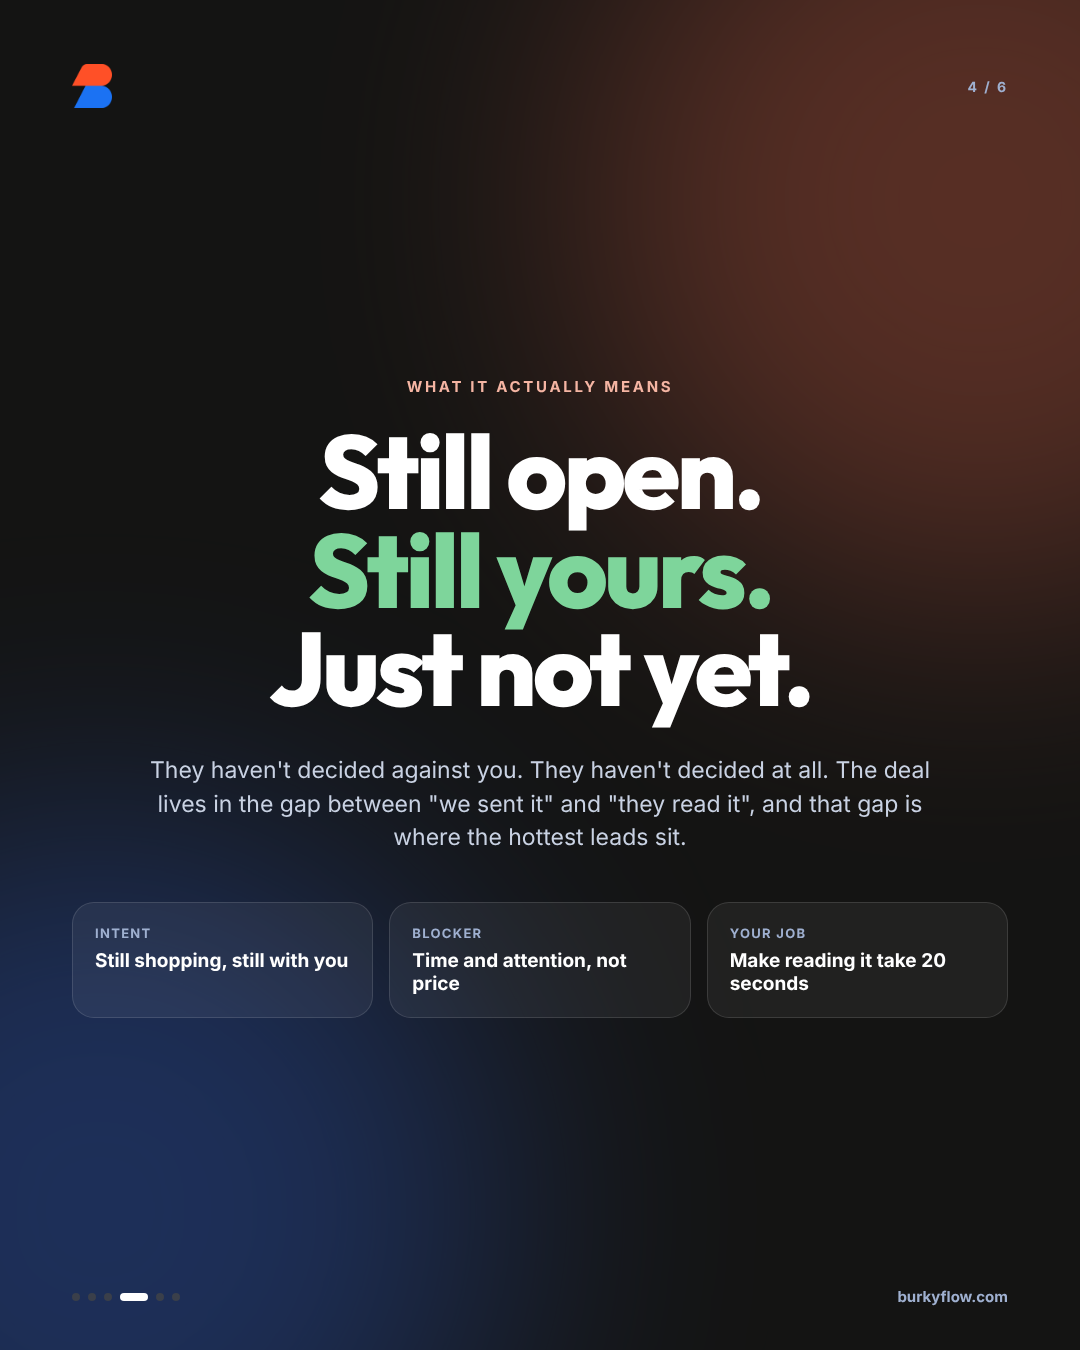 4 / 6
WHAT IT ACTUALLY MEANS
Still open.
Still yours.
Just not yet.
They haven't decided against you. They haven't decided at all. The deal
lives in the gap between "we sent it" and "they read it", and that gap is
where the hottest leads sit.
INTENT
Still shopping, still with you
BLOCKER
Time and attention, not
price
YOUR JOB
Make reading it take 20
seconds
burkyflow.com